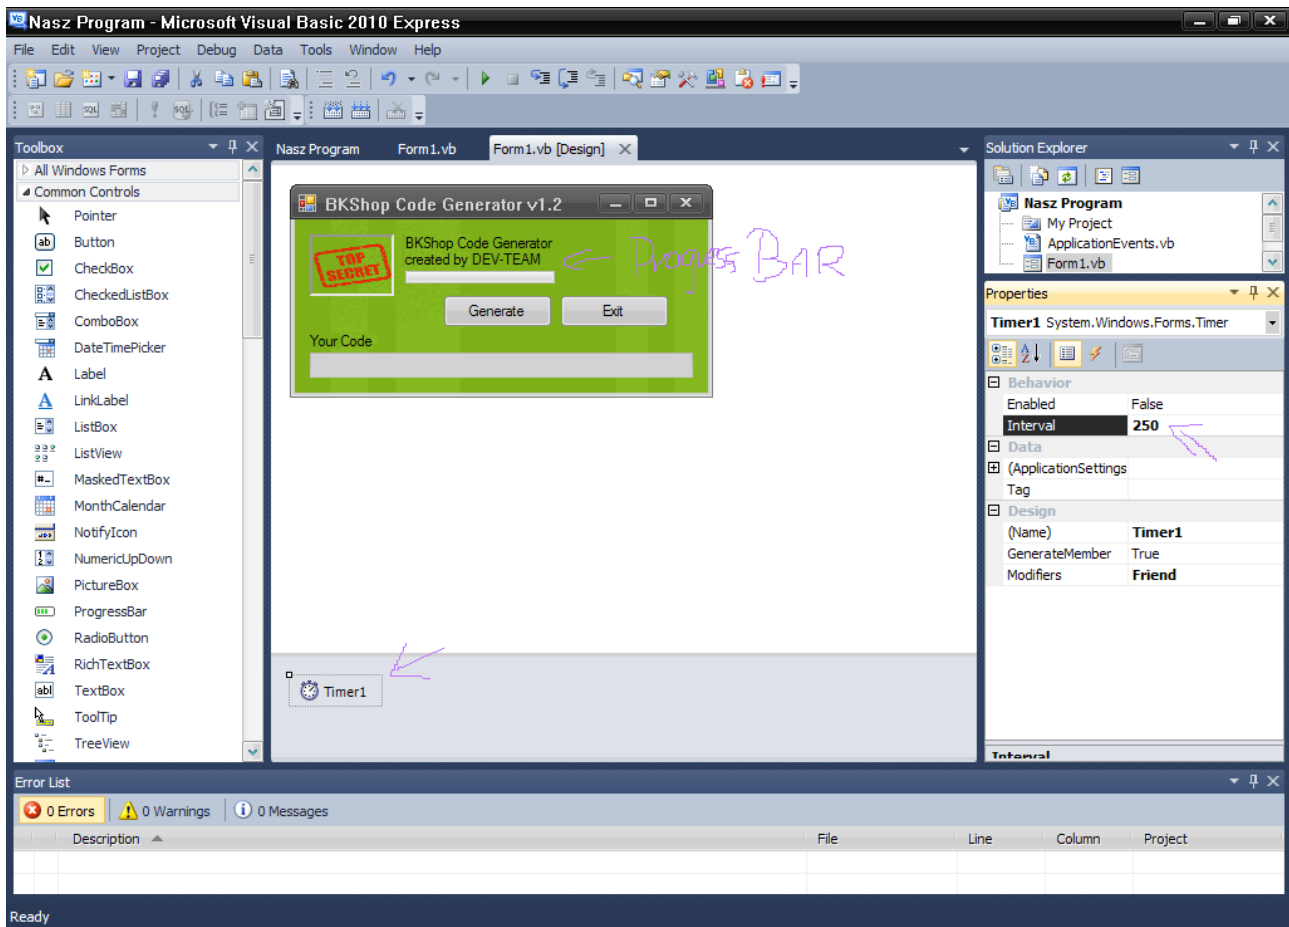 Nasz Program - Microsoft Visual Basic 2010 Express
File Edit View Project Debug Data Tools Window Help
Toolbox
All Windows Forms
Common Controls
Pointer
Button
CheckBox
CheckedListBox
ComboBox
DateTimePicker
Label
LinkLabel
ListBox
ListView
MaskedTextBox
MonthCalendar
NotifyIcon
NumericUpDown
PictureBox
ProgressBar
RadioButton
RichTextBox
TextBox
ToolTip
TreeView
Nasz Program Form1.vb Form1.vb [Design]
BKShop Code Generator v1.2
TOP SECRET
BKShop Code Generator
created by DEV-TEAM
Progress BAR
Generate Exit
Your Code
Timer1
Solution Explorer
Nasz Program
My Project
ApplicationEvents.vb
Form1.vb
Properties
Timer1 System.Windows.Forms.Timer
Behavior
Enabled False
Interval 250
Data
(ApplicationSettings
Tag
Design
(Name) Timer1
GenerateMember True
Modifiers Friend
Interval
Error List
0 Errors 0 Warnings 0 Messages
Description File Line Column Project
Ready